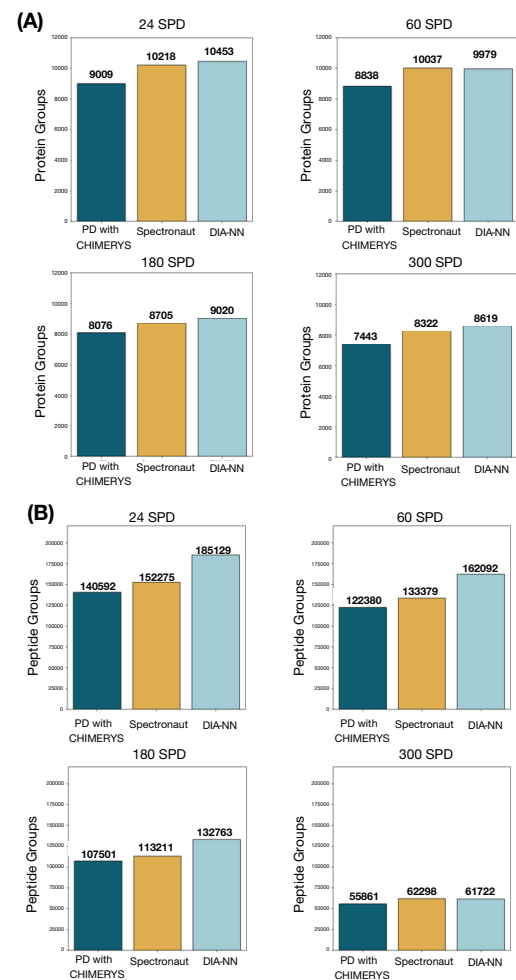 (A)
24 SPD
Protein Groups
12000
10000
8000
6000
4000
2000
0
9009
10218
10453
PD with
CHIMERYS
Spectronaut
DIA-NN
60 SPD
Protein Groups
12000
10000
8000
6000
4000
2000
0
8838
10037
9979
PD with
CHIMERYS
Spectronaut
DIA-NN
180 SPD
Protein Groups
12000
10000
8000
6000
4000
2000
0
8076
8705
9020
PD with
CHIMERYS
Spectronaut
DIA-NN
300 SPD
Protein Groups
12000
10000
8000
6000
4000
2000
0
7443
8322
8619
PD with
CHIMERYS
Spectronaut
DIA-NN
(B)
24 SPD
Peptide Groups
200000
175000
150000
125000
100000
75000
50000
25000
0
140592
152275
185129
PD with
CHIMERYS
Spectronaut
DIA-NN
60 SPD
Peptide Groups
200000
175000
150000
125000
100000
75000
50000
25000
0
122380
133379
162092
PD with
CHIMERYS
Spectronaut
DIA-NN
180 SPD
Peptide Groups
200000
175000
150000
125000
100000
75000
50000
25000
0
107501
113211
132763
PD with
CHIMERYS
Spectronaut
DIA-NN
300 SPD
Peptide Groups
200000
175000
150000
125000
100000
75000
50000
25000
0
55861
62298
61722
PD with
CHIMERYS
Spectronaut
DIA-NN